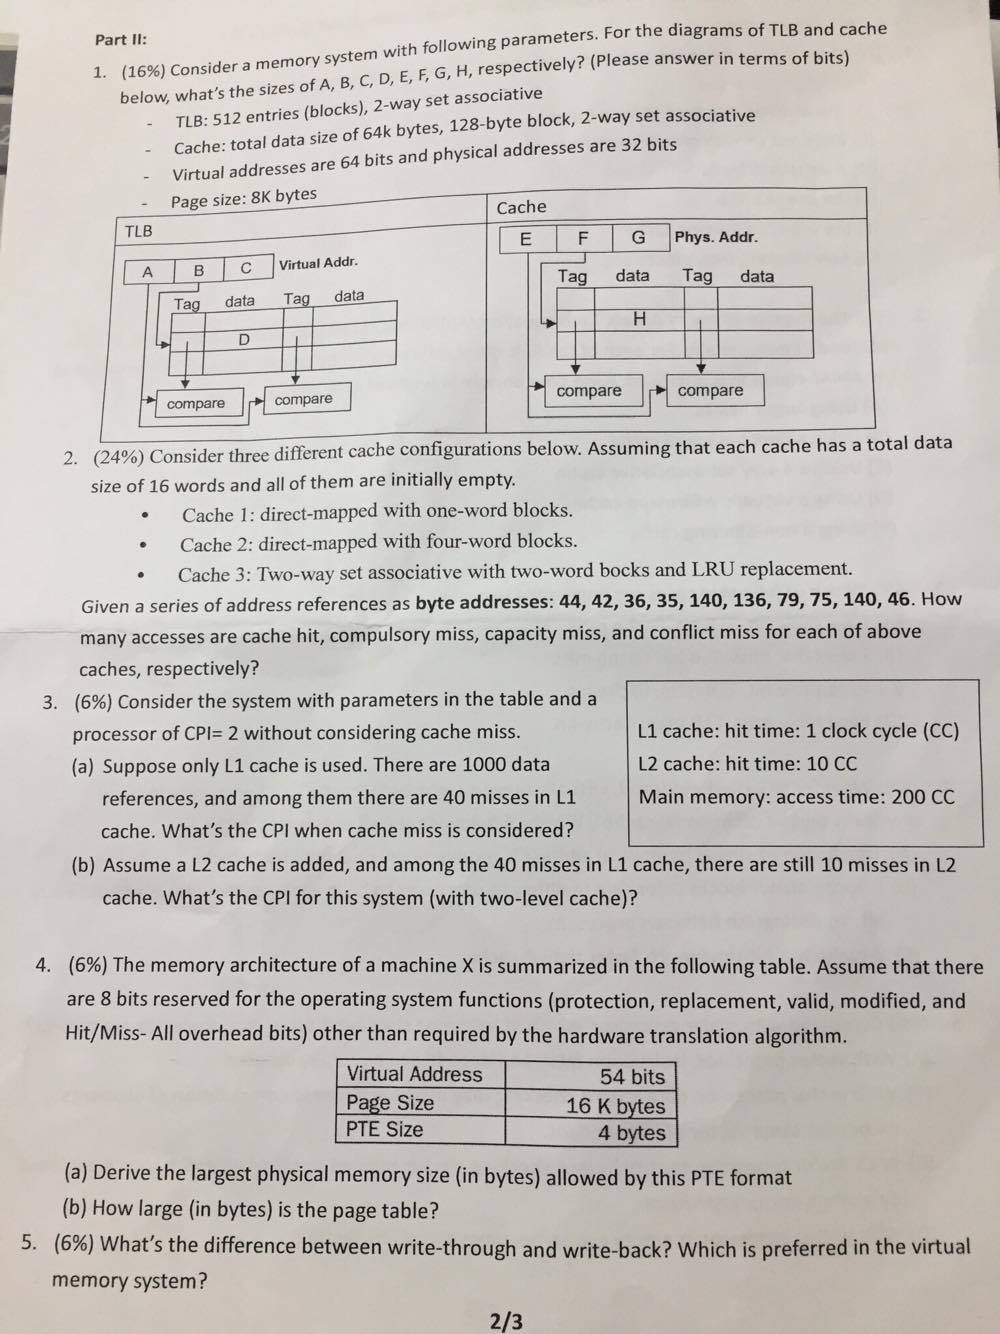 Part II:
1. (16%) Consider a memory system with following parameters. For the diagrams of TLB and cache
below, what's the sizes of A, B, C, D, E, F, G, H, respectively? (Please answer in terms of bits)
- TLB: 512 entries (blocks), 2-way set associative
- Cache: total data size of 64k bytes, 128-byte block, 2-way set associative
- Virtual addresses are 64 bits and physical addresses are 32 bits
- Page size: 8K bytes
TLB
A B C Virtual Addr.
Tag data Tag data
D
compare compare
Cache
E F G Phys. Addr.
Tag data Tag data
H
compare compare
2. (24%) Consider three different cache configurations below. Assuming that each cache has a total data
size of 16 words and all of them are initially empty.
• Cache 1: direct-mapped with one-word blocks.
• Cache 2: direct-mapped with four-word blocks.
• Cache 3: Two-way set associative with two-word bocks and LRU replacement.
Given a series of address references as byte addresses: 44, 42, 36, 35, 140, 136, 79, 75, 140, 46. How
many accesses are cache hit, compulsory miss, capacity miss, and conflict miss for each of above
caches, respectively?
3. (6%) Consider the system with parameters in the table and a
processor of CPI= 2 without considering cache miss.
(a) Suppose only L1 cache is used. There are 1000 data
references, and among them there are 40 misses in L1
cache. What's the CPI when cache miss is considered?
L1 cache: hit time: 1 clock cycle (CC)
L2 cache: hit time: 10 CC
Main memory: access time: 200 CC
(b) Assume a L2 cache is added, and among the 40 misses in L1 cache, there are still 10 misses in L2
cache. What's the CPI for this system (with two-level cache)?
4. (6%) The memory architecture of a machine X is summarized in the following table. Assume that there
are 8 bits reserved for the operating system functions (protection, replacement, valid, modified, and
Hit/Miss- All overhead bits) other than required by the hardware translation algorithm.
Virtual Address 54 bits
Page Size 16 K bytes
PTE Size 4 bytes
(a) Derive the largest physical memory size (in bytes) allowed by this PTE format
(b) How large (in bytes) is the page table?
5. (6%) What's the difference between write-through and write-back? Which is preferred in the virtual
memory system?
2/3